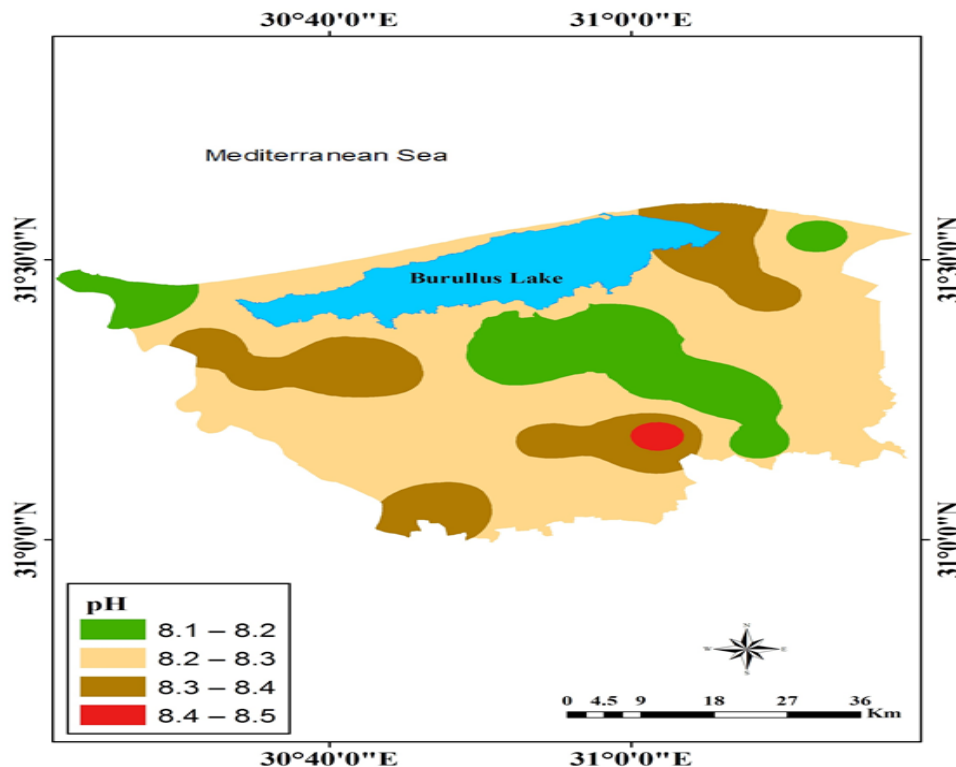 30°40'0"E 31°0'0"E
Mediterranean Sea
31°30'0"N 31°30'0"N
Burullus Lake
31°0'0"N 31°0'0"N
pH
8.1 – 8.2
8.2 – 8.3
8.3 – 8.4
8.4 – 8.5
N
W E
S
0 4.5 9 18 27 36
Km
30°40'0"E 31°0'0"E